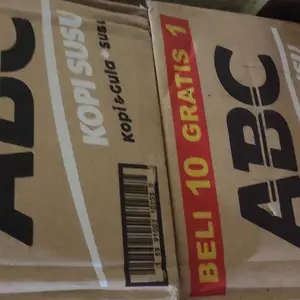 ABC
KOPI SUSU
KOPI & GULA + SUSU
BELI 10 GRATIS 1
ABC